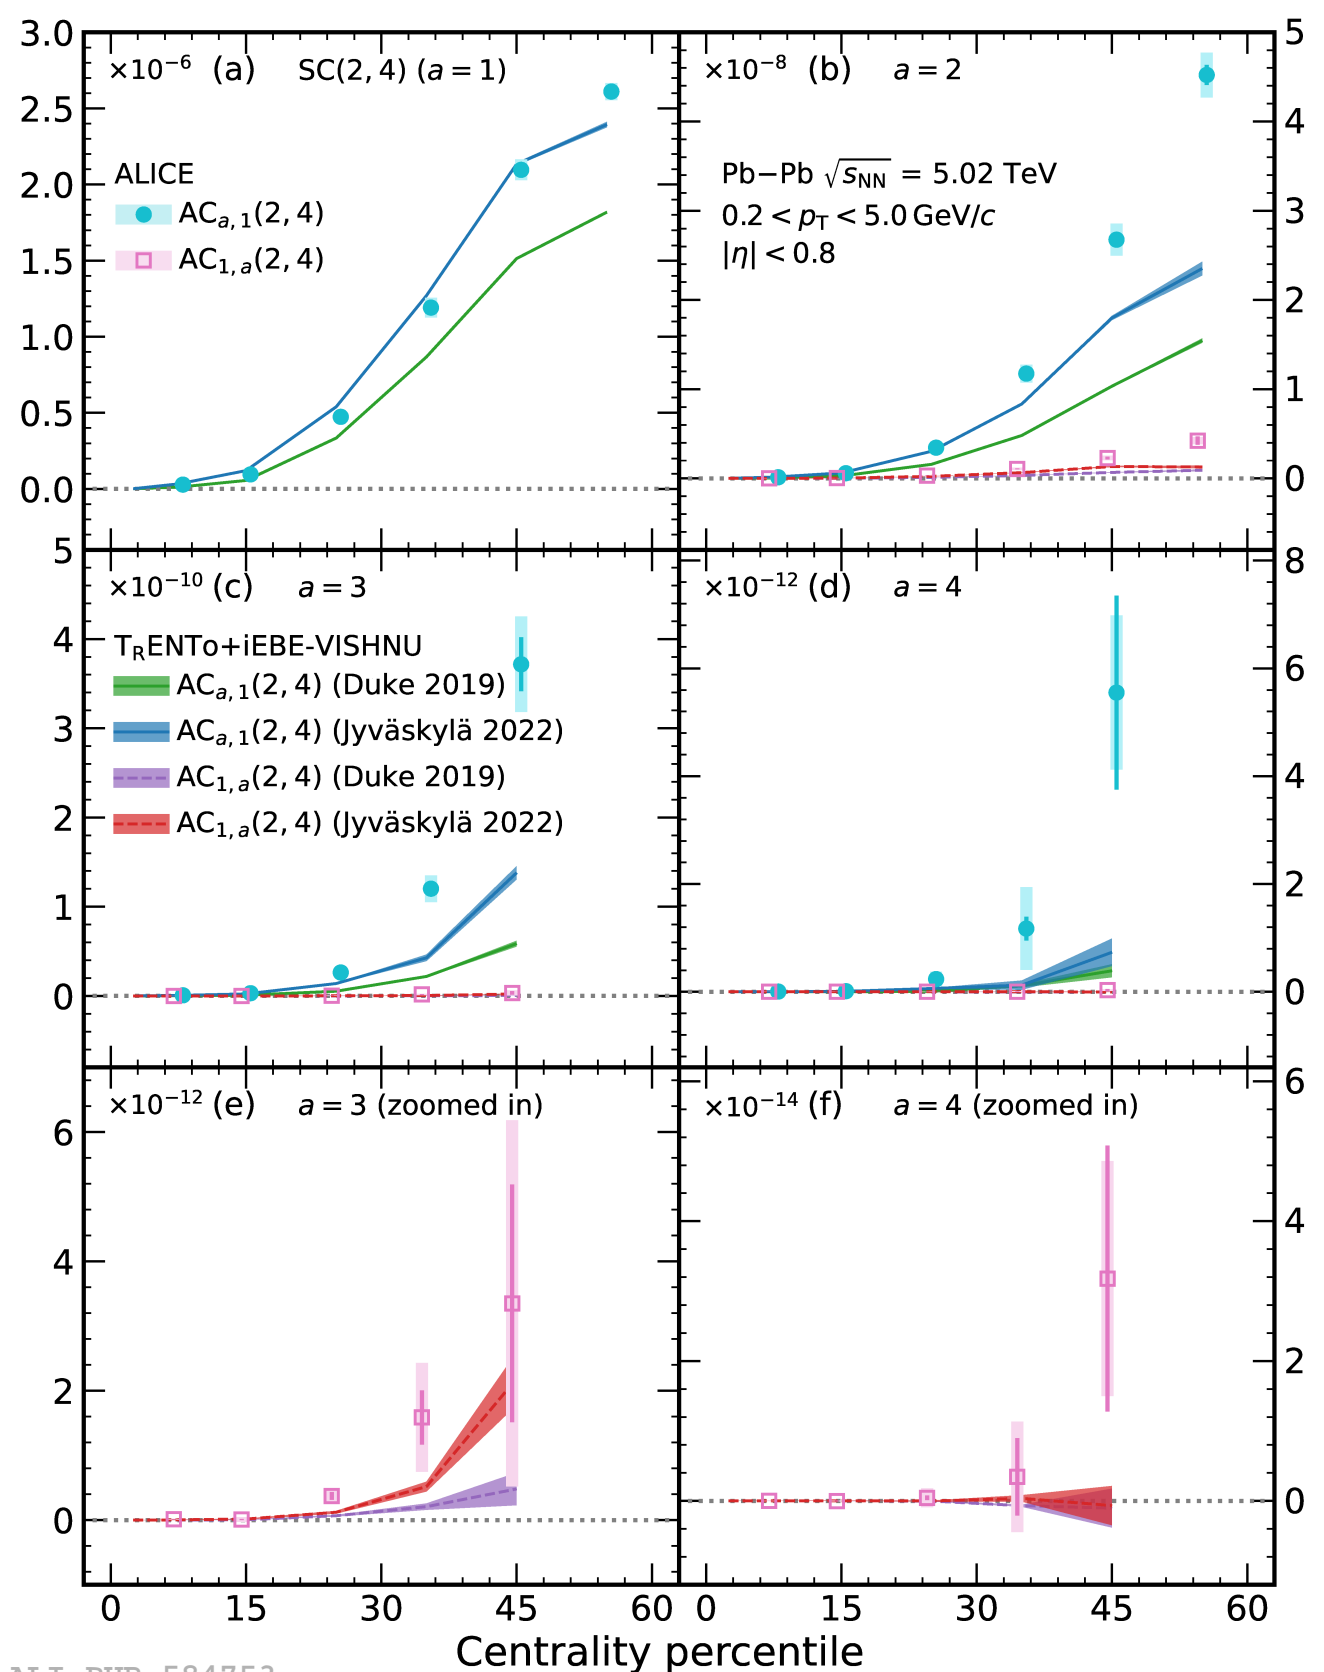 ×10⁻⁶ (a) SC(2, 4) (a = 1)
3.0
2.5
2.0
1.5
1.0
0.5
0.0
ALICE
AC_{a, 1}(2, 4)
AC_{1, a}(2, 4)
×10⁻⁸ (b) a = 2
Pb−Pb √s_{NN} = 5.02 TeV
0.2 < p_T < 5.0 GeV/c
|η| < 0.8
5
4
3
2
1
0
×10⁻¹⁰ (c) a = 3
5
4
3
2
1
0
T_RENTo+iEBE-VISHNU
AC_{a, 1}(2, 4) (Duke 2019)
AC_{a, 1}(2, 4) (Jyväskylä 2022)
AC_{1, a}(2, 4) (Duke 2019)
AC_{1, a}(2, 4) (Jyväskylä 2022)
×10⁻¹² (d) a = 4
8
6
4
2
0
×10⁻¹² (e) a = 3 (zoomed in)
6
4
2
0
×10⁻¹⁴ (f) a = 4 (zoomed in)
6
4
2
0
0 15 30 45 60
0 15 30 45 60
Centrality percentile